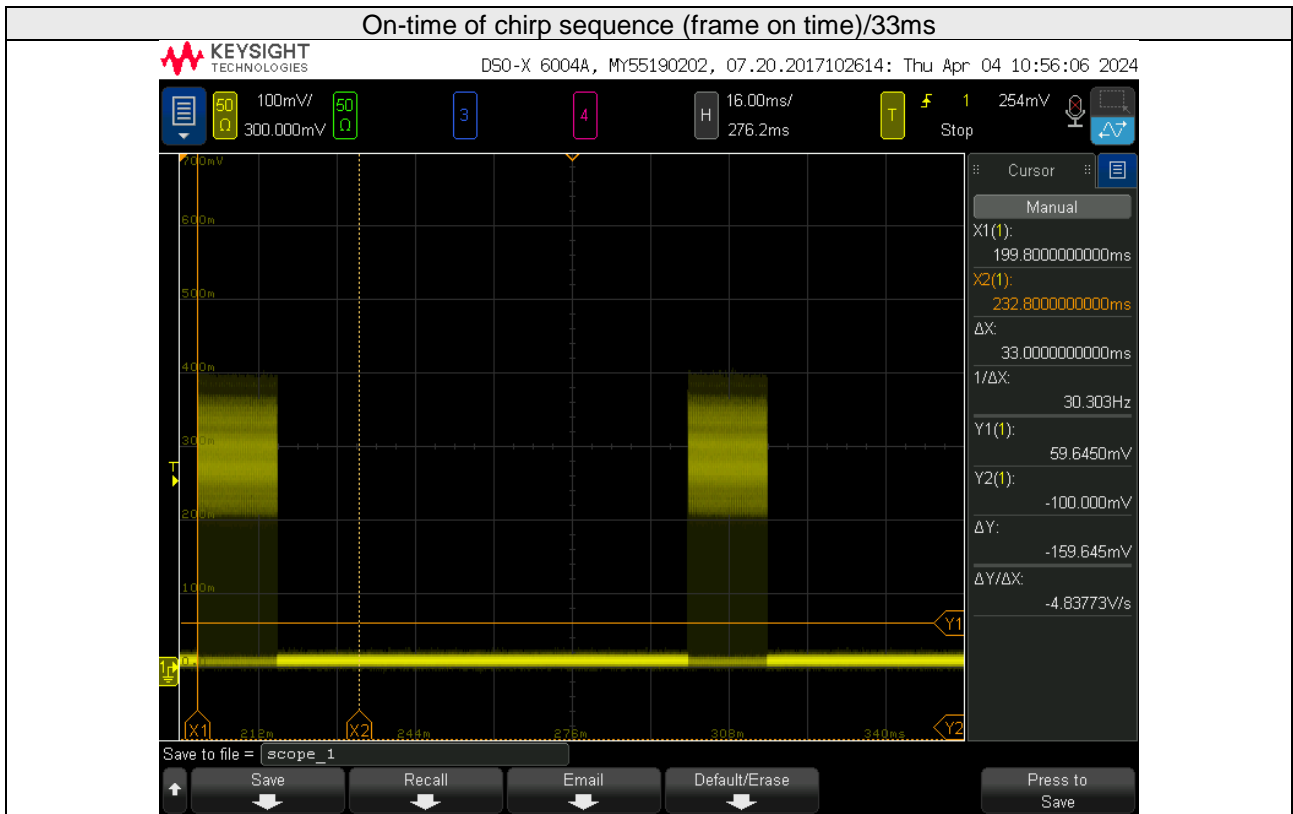 On-time of chirp sequence (frame on time)/33ms
KEYSIGHT
TECHNOLOGIES
DSO-X 6004A, MY55190202, 07.20.2017102614: Thu Apr 04 10:56:06 2024
50 Ω 100mV/ 300.000mV
50 Ω
3
4
H 16.00ms/ 276.2ms
T 1 254mV Stop
700mV
Cursor
Manual
600m
X1(1):
199.8000000000ms
X2(1):
500m
232.8000000000ms
ΔX:
33.0000000000ms
400m
1/ΔX:
30.303Hz
Y1(1):
300m
59.6450mV
T
Y2(1):
-100.000mV
200m
ΔY:
-159.645mV
100m
ΔY/ΔX:
-4.83773V/s
Y1
1
X1 212m X2 244m 276m 308m 340ms Y2
Save to file = scope_1
Save Recall Email Default/Erase Press to
Save